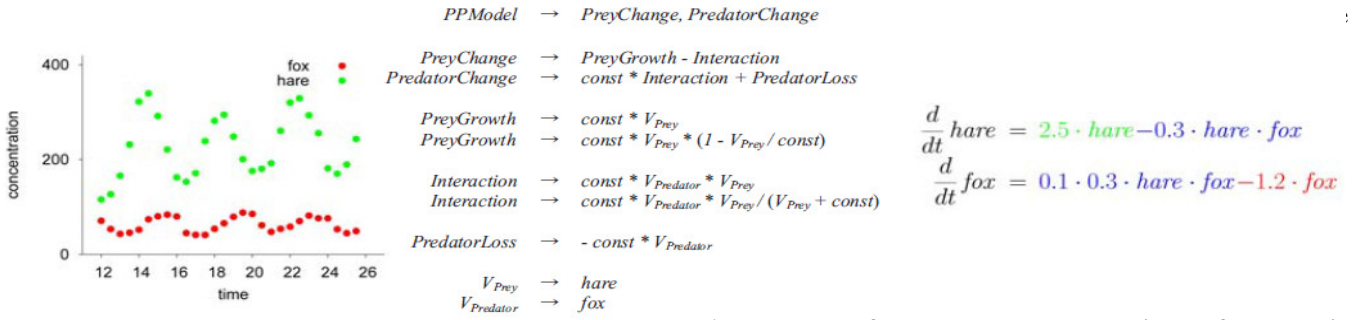 PPModel → PreyChange, PredatorChange
PreyChange → PreyGrowth - Interaction
PredatorChange → const * Interaction + PredatorLoss
PreyGrowth → const * V_Prey
PreyGrowth → const * V_Prey * (1 - V_Prey / const)
Interaction → const * V_Predator * V_Prey
Interaction → const * V_Predator * V_Prey / (V_Prey + const)
PredatorLoss → - const * V_Predator
V_Prey → hare
V_Predator → fox
fox
hare
400
200
0
concentration
12 14 16 18 20 22 24 26
time
d/dt hare = 2.5 · hare−0.3 · hare · fox
d/dt fox = 0.1 · 0.3 · hare · fox−1.2 · fox